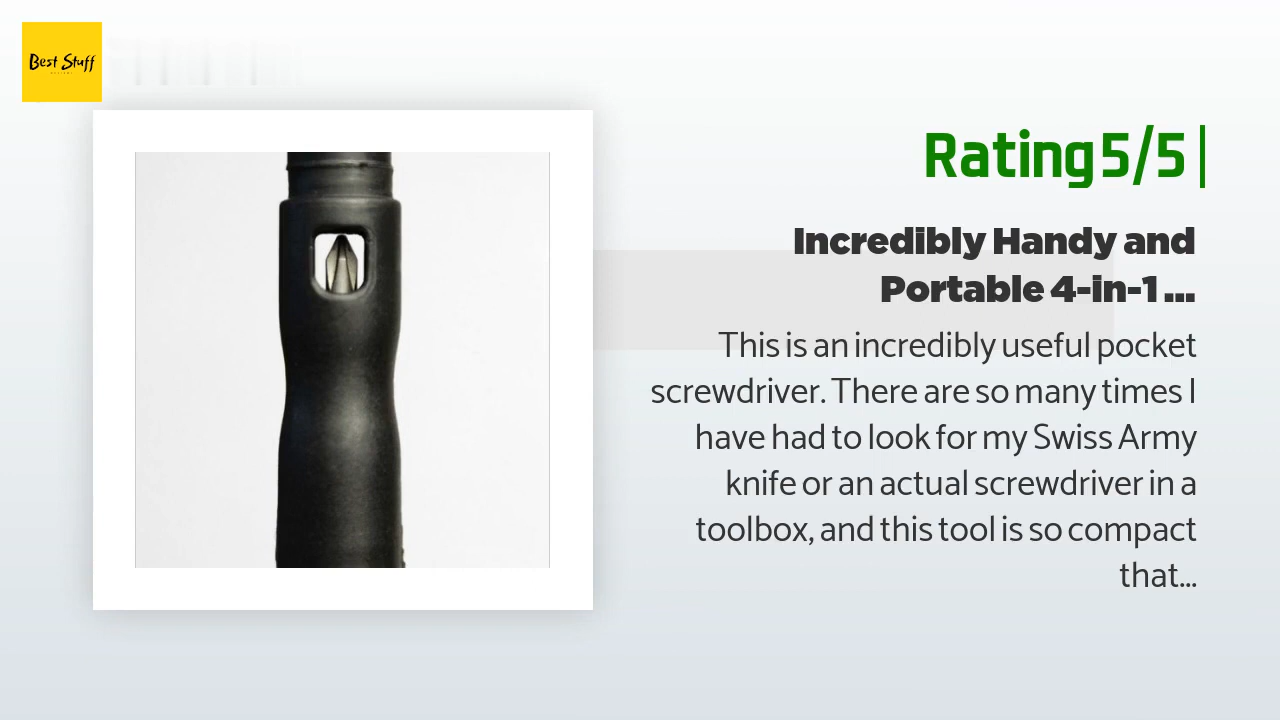 Best Stuff
Rating 5/5
Incredibly Handy and
Portable 4-in-1 ...
This is an incredibly useful pocket
screwdriver. There are so many times I
have had to look for my Swiss Army
knife or an actual screwdriver in a
toolbox, and this tool is so compact
that...